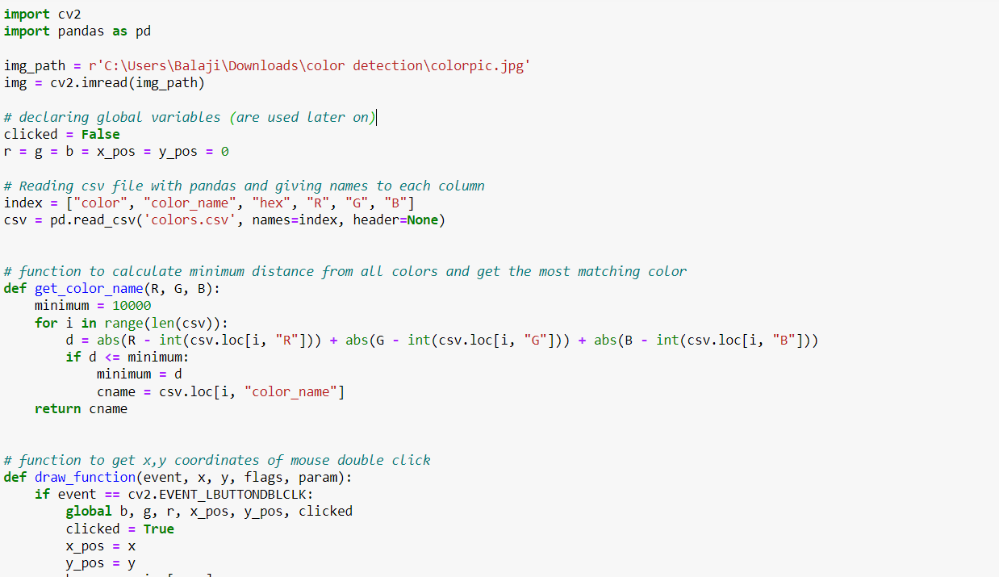 import cv2
import pandas as pd
img_path = r'C:\Users\Balaji\Downloads\color detection\colorpic.jpg'
img = cv2.imread(img_path)
# declaring global variables (are used later on)
clicked = False
r = g = b = x_pos = y_pos = 0
# Reading csv file with pandas and giving names to each column
index = ["color", "color_name", "hex", "R", "G", "B"]
csv = pd.read_csv('colors.csv', names=index, header=None)
# function to calculate minimum distance from all colors and get the most matching color
def get_color_name(R, G, B):
    minimum = 10000
    for i in range(len(csv)):
        d = abs(R - int(csv.loc[i, "R"])) + abs(G - int(csv.loc[i, "G"])) + abs(B - int(csv.loc[i, "B"]))
        if d <= minimum:
            minimum = d
            cname = csv.loc[i, "color_name"]
    return cname
# function to get x,y coordinates of mouse double click
def draw_function(event, x, y, flags, param):
    if event == cv2.EVENT_LBUTTONDBLCLK:
        global b, g, r, x_pos, y_pos, clicked
        clicked = True
        x_pos = x
        y_pos = y